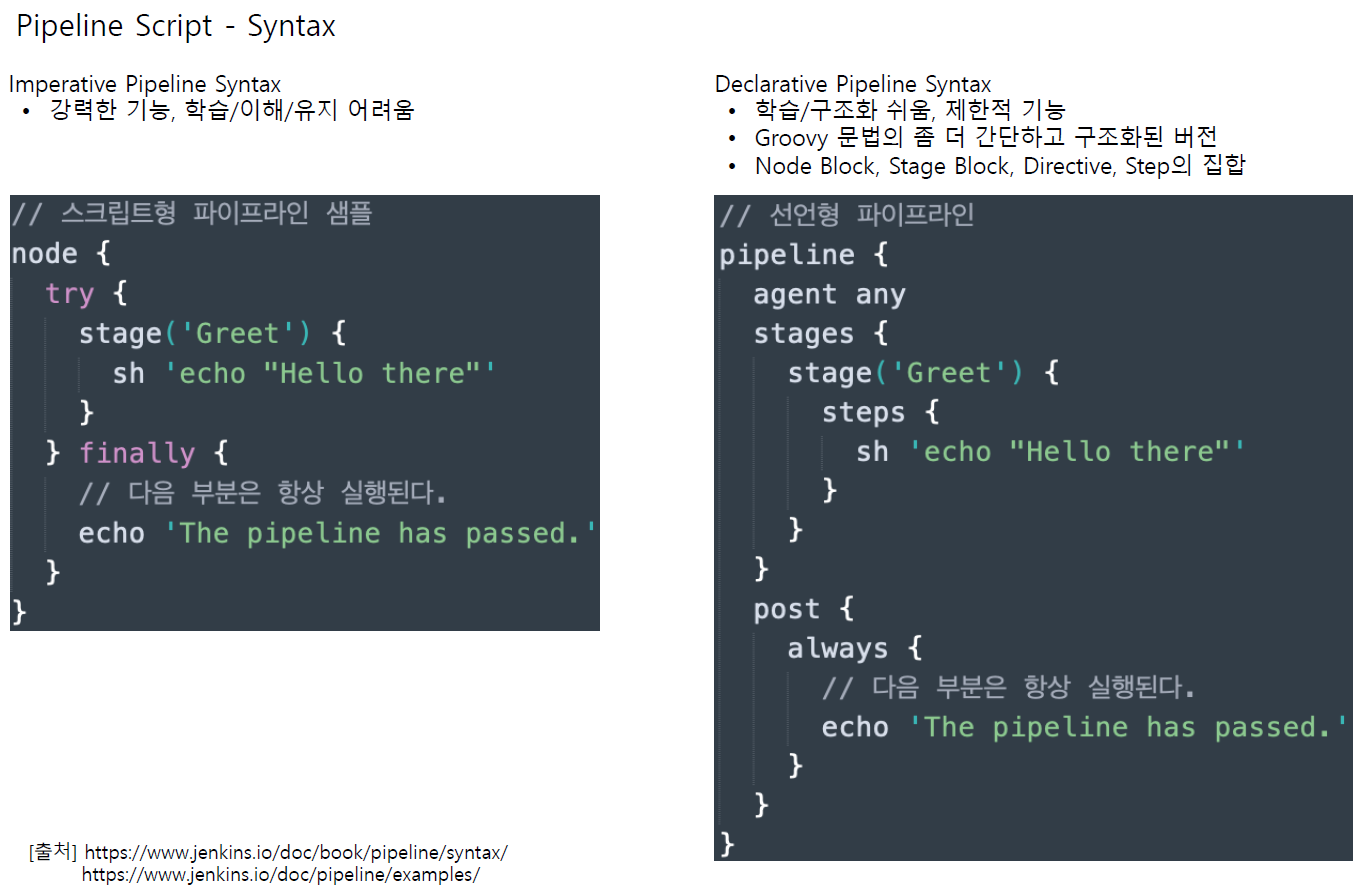 Pipeline Script - Syntax
Imperative Pipeline Syntax
• 강력한 기능, 학습/이해/유지 어려움
// 스크립트형 파이프라인 샘플
node {
  try {
    stage('Greet') {
      sh 'echo "Hello there"'
    }
  } finally {
    // 다음 부분은 항상 실행된다.
    echo 'The pipeline has passed.'
  }
}
Declarative Pipeline Syntax
• 학습/구조화 쉬움, 제한적 기능
• Groovy 문법의 좀 더 간단하고 구조화된 버전
• Node Block, Stage Block, Directive, Step의 집합
// 선언형 파이프라인
pipeline {
  agent any
  stages {
    stage('Greet') {
      steps {
        sh 'echo "Hello there"'
      }
    }
  }
  post {
    always {
      // 다음 부분은 항상 실행된다.
      echo 'The pipeline has passed.'
    }
  }
}
[출처] https://www.jenkins.io/doc/book/pipeline/syntax/
https://www.jenkins.io/doc/pipeline/examples/